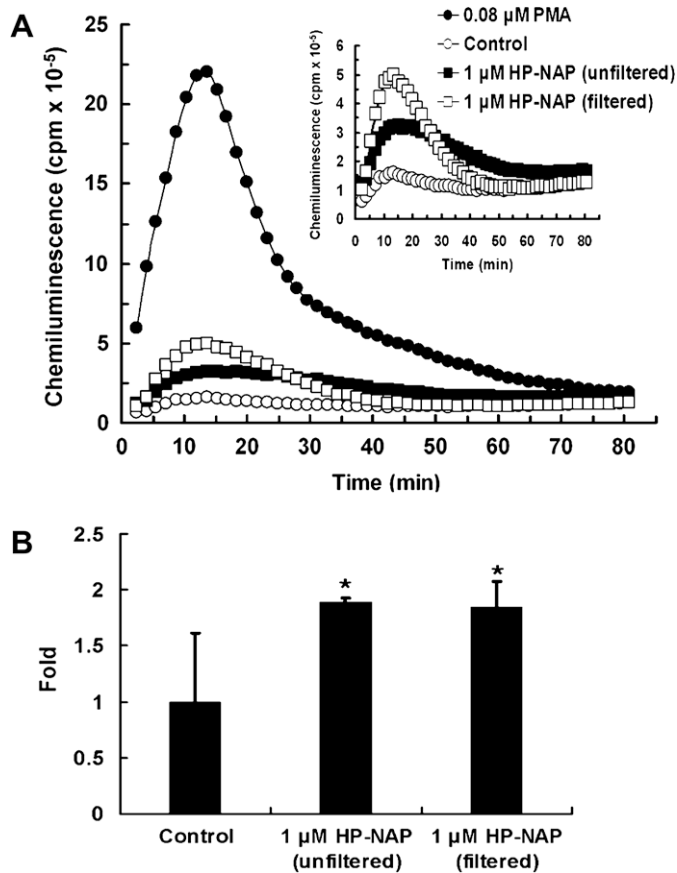 A
0.08 µM PMA
Control
1 µM HP-NAP (unfiltered)
1 µM HP-NAP (filtered)
Chemiluminescence (cpm x 10-5)
25
20
15
10
5
0
0 10 20 30 40 50 60 70 80
Time (min)
Chemiluminescence (cpm x 10-5)
6
5
4
3
2
1
0
0 10 20 30 40 50 60 70 80
Time (min)
B
Fold
2.5
2
1.5
1
0.5
0
* *
Control
1 µM HP-NAP
(unfiltered)
1 µM HP-NAP
(filtered)